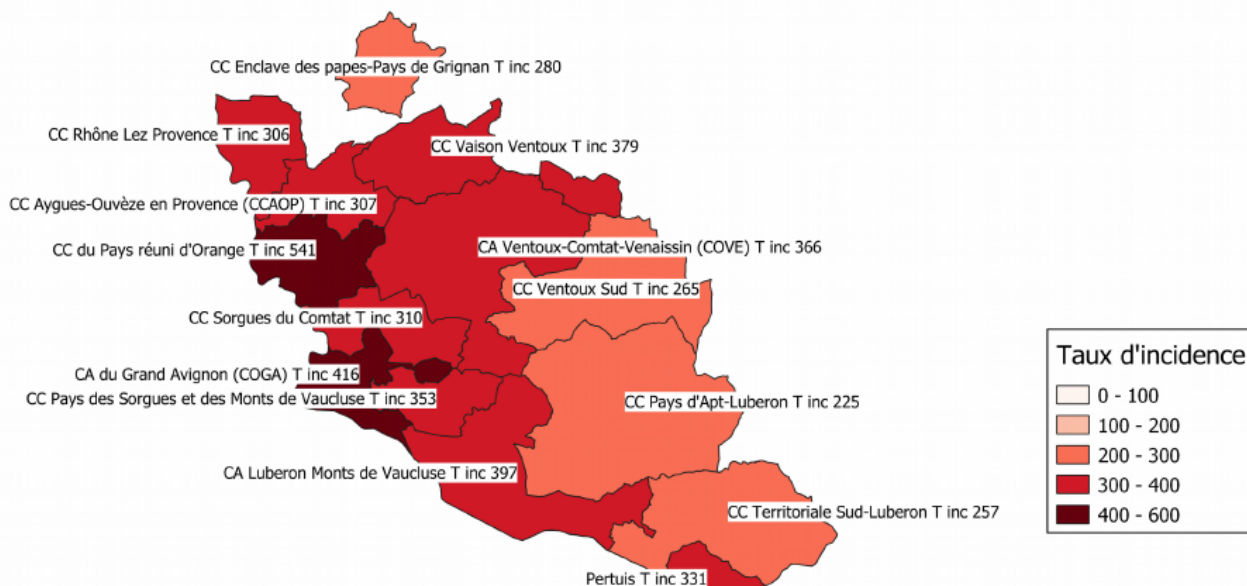 CC Enclave des papes-Pays de Grignan T inc 280
CC Rhône Lez Provence T inc 306
CC Vaison Ventoux T inc 379
CC Aygues-Ouvèze en Provence (CCAOP) T inc 307
CC du Pays réuni d'Orange T inc 541
CA Ventoux-Comtat-Venaissin (COVE) T inc 366
CC Ventoux Sud T inc 265
CC Sorgues du Comtat T inc 310
CA du Grand Avignon (COGA) T inc 416
CC Pays des Sorgues et des Monts de Vaucluse T inc 353
CC Pays d'Apt-Luberon T inc 225
CA Luberon Monts de Vaucluse T inc 397
CC Territoriale Sud-Luberon T inc 257
Pertuis T inc 331
Taux d'incidence
0 - 100
100 - 200
200 - 300
300 - 400
400 - 600